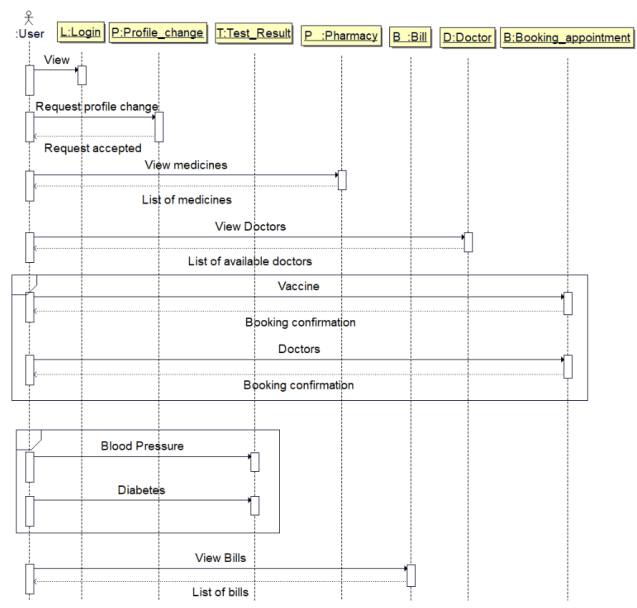 :User L:Login P:Profile_change T:Test_Result P :Pharmacy B :Bill D:Doctor B:Booking_appointment
View
Request profile change
Request accepted
View medicines
List of medicines
View Doctors
List of available doctors
Vaccine
Booking confirmation
Doctors
Booking confirmation
Blood Pressure
Diabetes
View Bills
List of bills